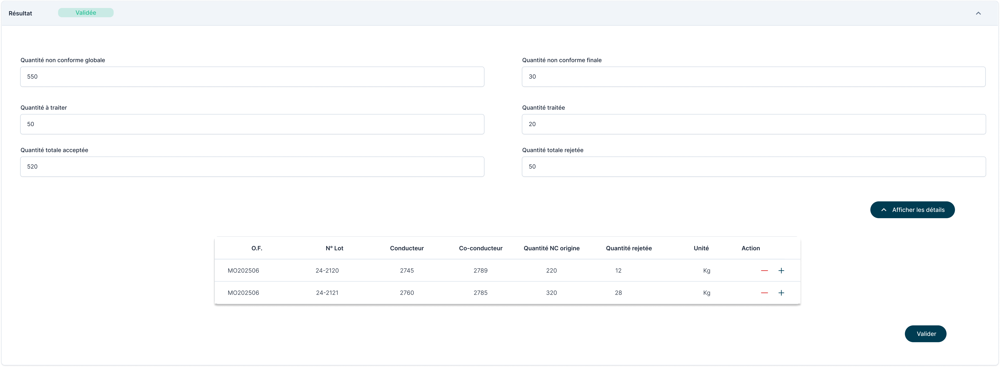 Résultat Validée
Quantité non conforme globale Quantité non conforme finale
550 30
Quantité à traiter Quantité traitée
50 20
Quantité totale acceptée Quantité totale rejetée
520 50
Afficher les détails
O.F. N° Lot Conducteur Co-conducteur Quantité NC origine Quantité rejetée Unité Action
MO202506 24-2120 2745 2789 220 12 Kg
MO202506 24-2121 2760 2785 320 28 Kg
Valider